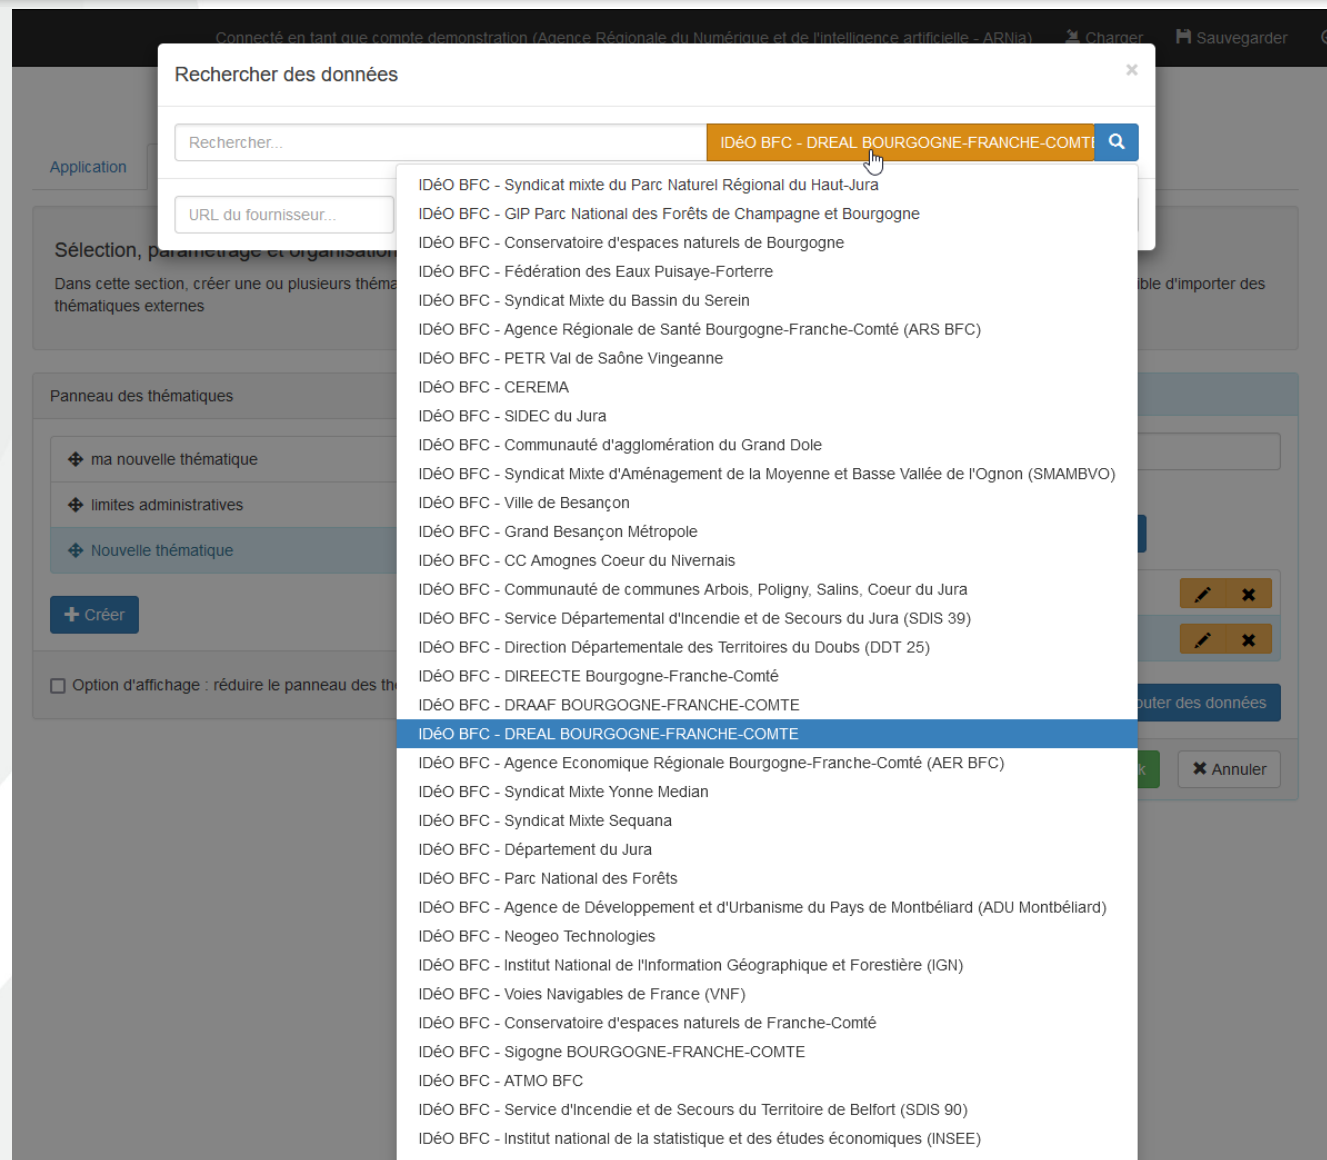 Connecté en tant que compte demonstration (Agence Régionale du Numérique et de l'intelligence artificielle - ARNia)
Charger
Sauvegarder
Rechercher des données
×
Rechercher...
IDéO BFC - DREAL BOURGOGNE-FRANCHE-COMTE
Application
URL du fournisseur...
IDéO BFC - Syndicat mixte du Parc Naturel Régional du Haut-Jura
IDéO BFC - GIP Parc National des Forêts de Champagne et Bourgogne
IDéO BFC - Conservatoire d'espaces naturels de Bourgogne
IDéO BFC - Fédération des Eaux Puisaye-Forterre
IDéO BFC - Syndicat Mixte du Bassin du Serein
IDéO BFC - Agence Régionale de Santé Bourgogne-Franche-Comté (ARS BFC)
IDéO BFC - PETR Val de Saône Vingeanne
IDéO BFC - CEREMA
IDéO BFC - SIDEC du Jura
IDéO BFC - Communauté d'agglomération du Grand Dole
IDéO BFC - Syndicat Mixte d'Aménagement de la Moyenne et Basse Vallée de l'Ognon (SMAMBVO)
IDéO BFC - Ville de Besançon
IDéO BFC - Grand Besançon Métropole
IDéO BFC - CC Amognes Coeur du Nivernais
IDéO BFC - Communauté de communes Arbois, Poligny, Salins, Coeur du Jura
IDéO BFC - Service Départemental d'Incendie et de Secours du Jura (SDIS 39)
IDéO BFC - Direction Départementale des Territoires du Doubs (DDT 25)
IDéO BFC - DIREECTE Bourgogne-Franche-Comté
IDéO BFC - DRAAF BOURGOGNE-FRANCHE-COMTE
IDéO BFC - DREAL BOURGOGNE-FRANCHE-COMTE
IDéO BFC - Agence Economique Régionale Bourgogne-Franche-Comté (AER BFC)
IDéO BFC - Syndicat Mixte Yonne Median
IDéO BFC - Syndicat Mixte Sequana
IDéO BFC - Département du Jura
IDéO BFC - Parc National des Forêts
IDéO BFC - Agence de Développement et d'Urbanisme du Pays de Montbéliard (ADU Montbéliard)
IDéO BFC - Neogeo Technologies
IDéO BFC - Institut National de l'Information Géographique et Forestière (IGN)
IDéO BFC - Voies Navigables de France (VNF)
IDéO BFC - Conservatoire d'espaces naturels de Franche-Comté
IDéO BFC - Sigogne BOURGOGNE-FRANCHE-COMTE
IDéO BFC - ATMO BFC
IDéO BFC - Service d'Incendie et de Secours du Territoire de Belfort (SDIS 90)
IDéO BFC - Institut national de la statistique et des études économiques (INSEE)
Sélection, paramétrage et organisation
Dans cette section, créer une ou plusieurs théma
ible d'importer des
thématiques externes
Panneau des thématiques
ma nouvelle thématique
limites administratives
Nouvelle thématique
Créer
Option d'affichage : réduire le panneau des th
outer des données
k
Annuler